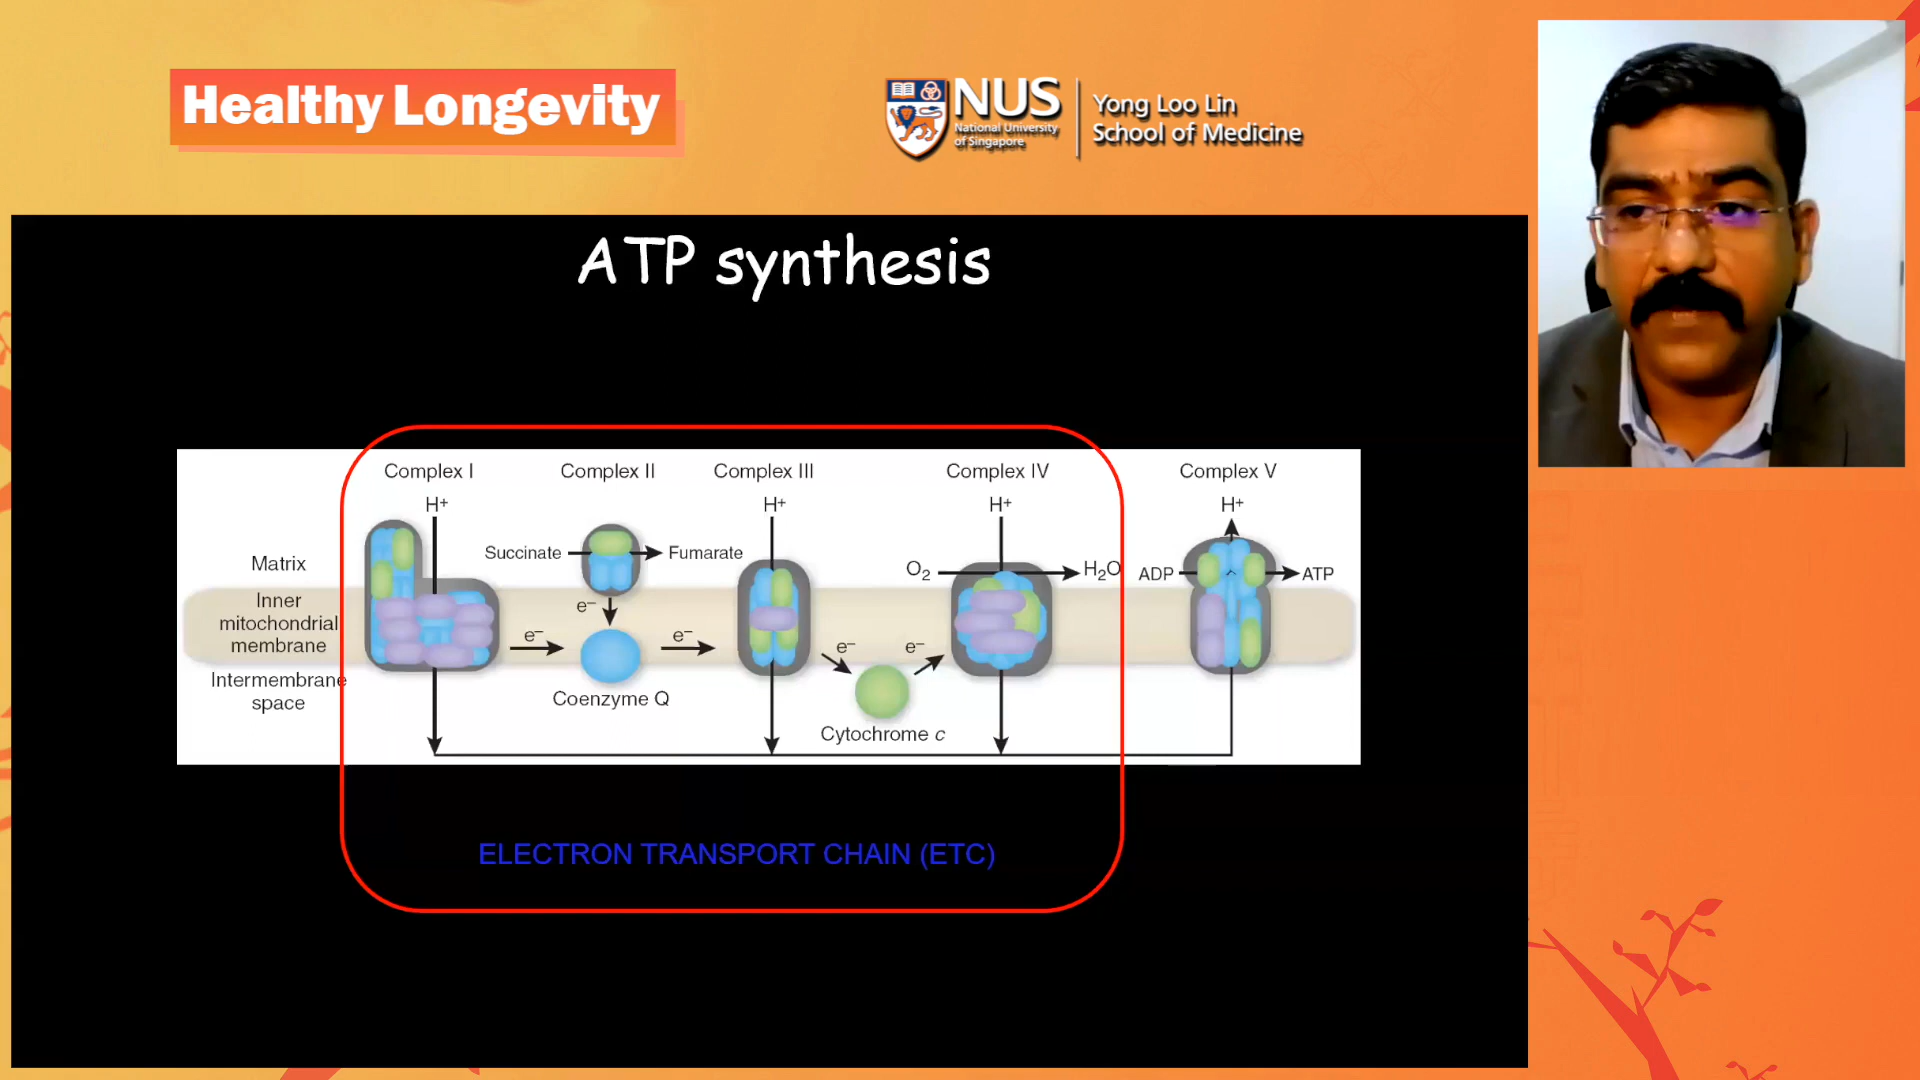 Healthy Longevity
NUS
National University
of Singapore
Yong Loo Lin
School of Medicine
ATP synthesis
Complex I
Complex II
Complex III
Complex IV
Complex V
H+
H+
H+
H+
Succinate
Fumarate
Matrix
O2
H2O
ADP
ATP
Inner
mitochondrial
membrane
e–
e–
e–
e–
e–
Intermembrane
space
Coenzyme Q
Cytochrome c
ELECTRON TRANSPORT CHAIN (ETC)